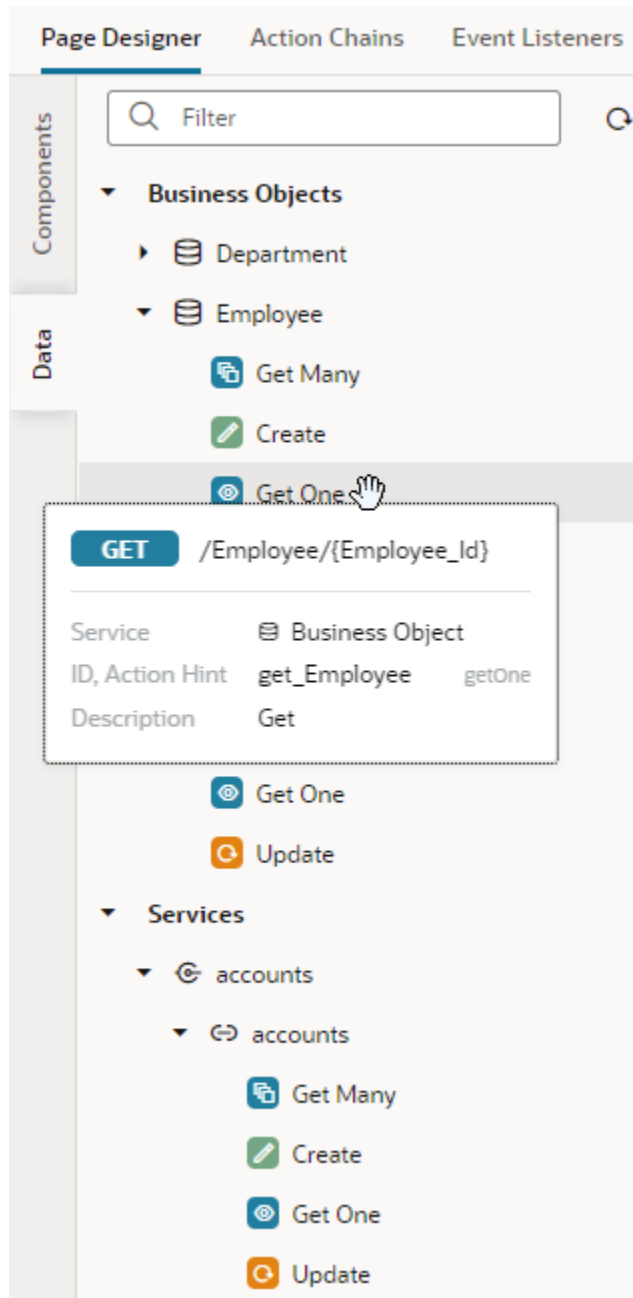 Page Designer Action Chains Event Listeners
Components
Data
Filter
Business Objects
Department
Employee
Get Many
Create
Get One
GET /Employee/{Employee_Id}
Service Business Object
ID, Action Hint get_Employee getOne
Description Get
Get One
Update
Services
accounts
accounts
Get Many
Create
Get One
Update